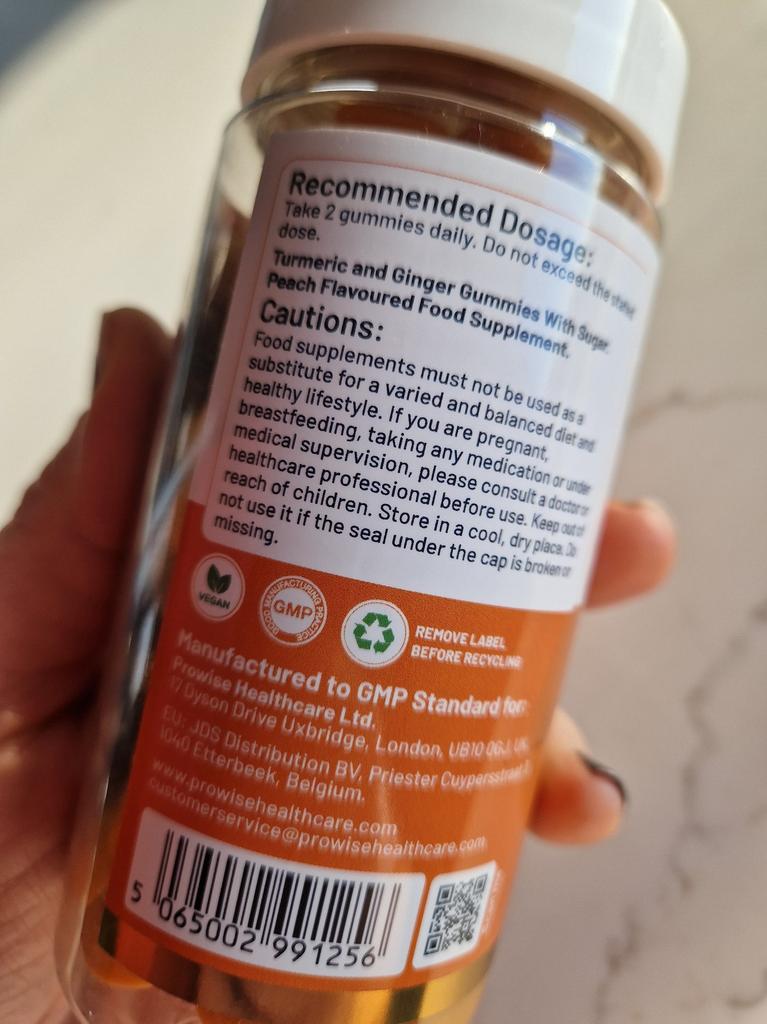 Recommended Dosage:
Take 2 gummies daily. Do not exceed the stated
dose.
Turmeric and Ginger Gummies With Sugar.
Peach Flavoured Food Supplement.
Cautions:
Food supplements must not be used as a
substitute for a varied and balanced diet and
healthy lifestyle. If you are pregnant,
breastfeeding, taking any medication or under
medical supervision, please consult a doctor or
healthcare professional before use. Keep out of
reach of children. Store in a cool, dry place. Do
not use it if the seal under the cap is broken or
missing.
VEGAN
GOOD MANUFACTURING PRACTICE
GMP
REMOVE LABEL
BEFORE RECYCLING
Manufactured to GMP Standard for:
Prowise Healthcare Ltd.
17 Dyson Drive Uxbridge, London, UB10 0GJ, UK.
EU: JDS Distribution BV, Priester Cuypersstraat
1040 Etterbeek, Belgium.
www.prowisehealthcare.com
customerservice@prowisehealthcare.com
5 065002 991256